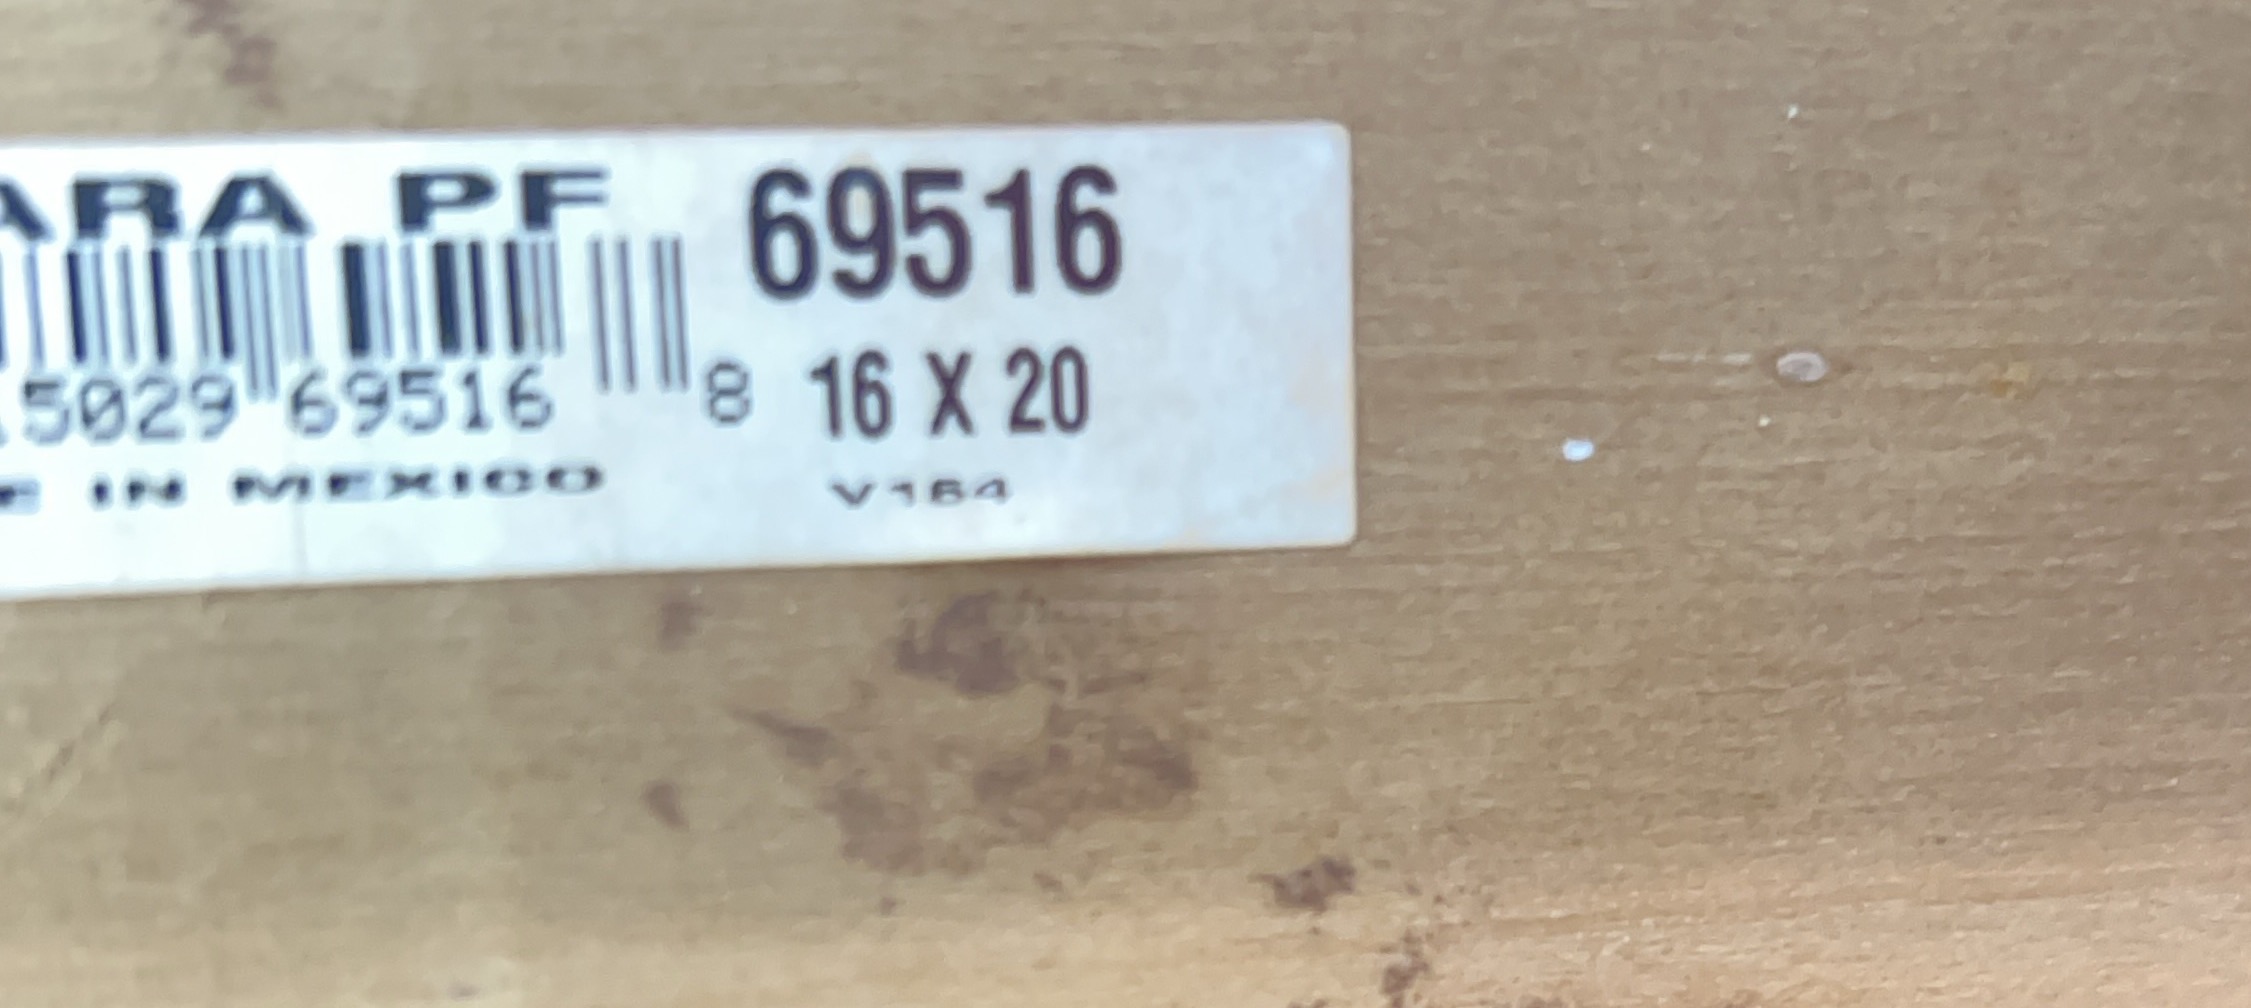 ARA PF 69516
5029 69516 8 16 X 20
E IN MEXICO V164